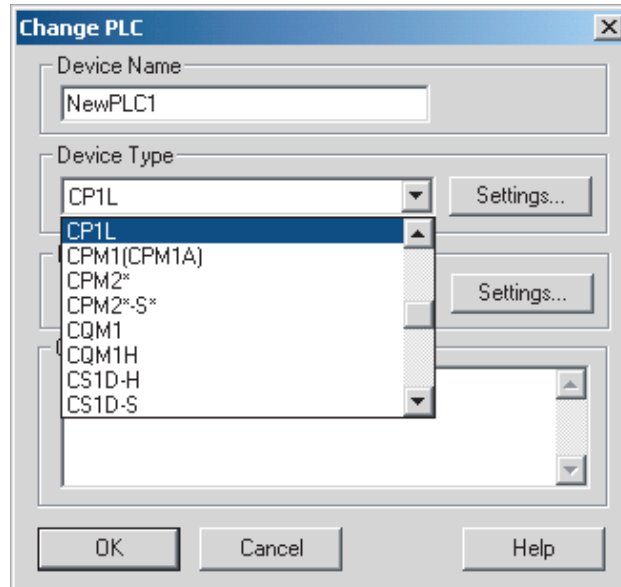 Change PLC
Device Name
NewPLC1
Device Type
CP1L
Settings...
CP1L
CPM1(CPM1A)
CPM2*
CPM2*-S*
Settings...
CQM1
CQM1H
CS1D-H
CS1D-S
OK
Cancel
Help